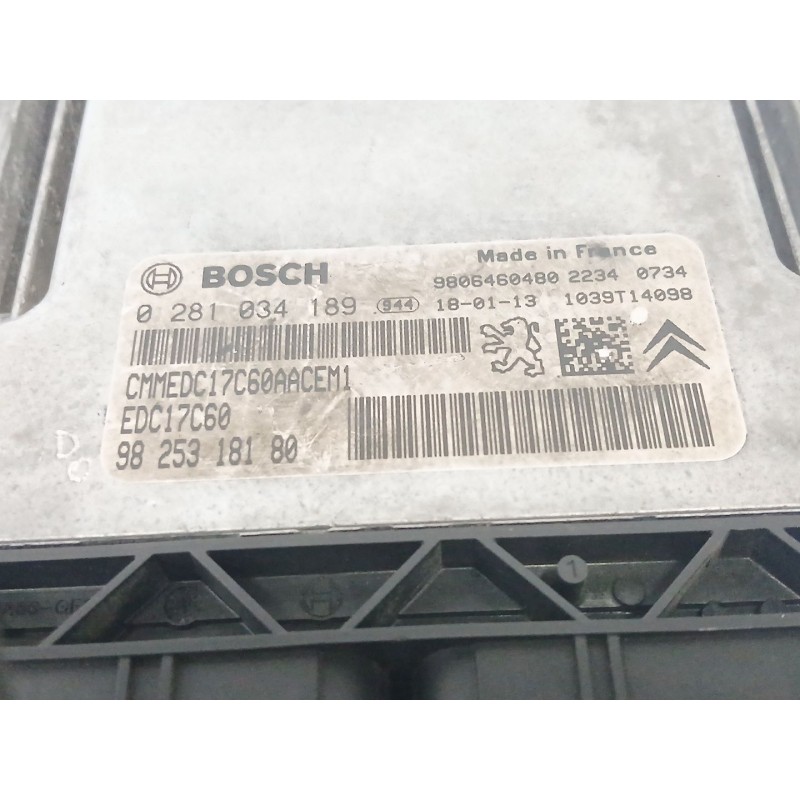 BOSCH
Made in France
9806460480 2234 0734
0 281 034 189 944 18-01-13 1039T14098
CMMEDC17C60AACEM1
EDC17C60
98 253 181 80
D
1